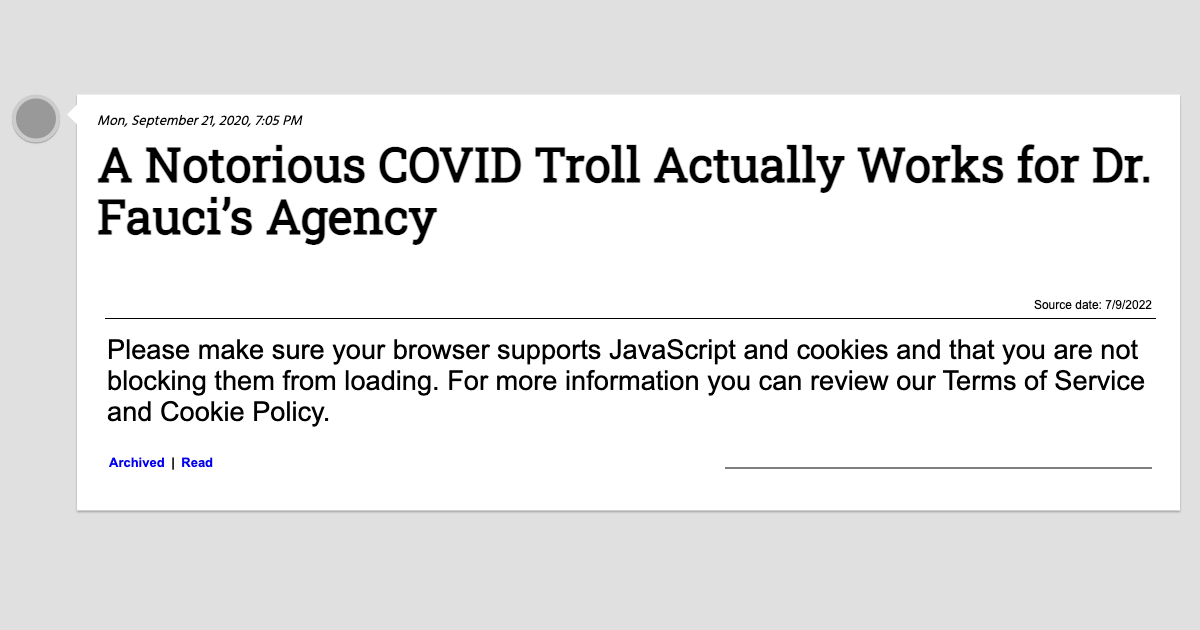 Mon, September 21, 2020, 7:05 PM
A Notorious COVID Troll Actually Works for Dr.
Fauci’s Agency
Source date: 7/9/2022
Please make sure your browser supports JavaScript and cookies and that you are not
blocking them from loading. For more information you can review our Terms of Service
and Cookie Policy.
Archived | Read